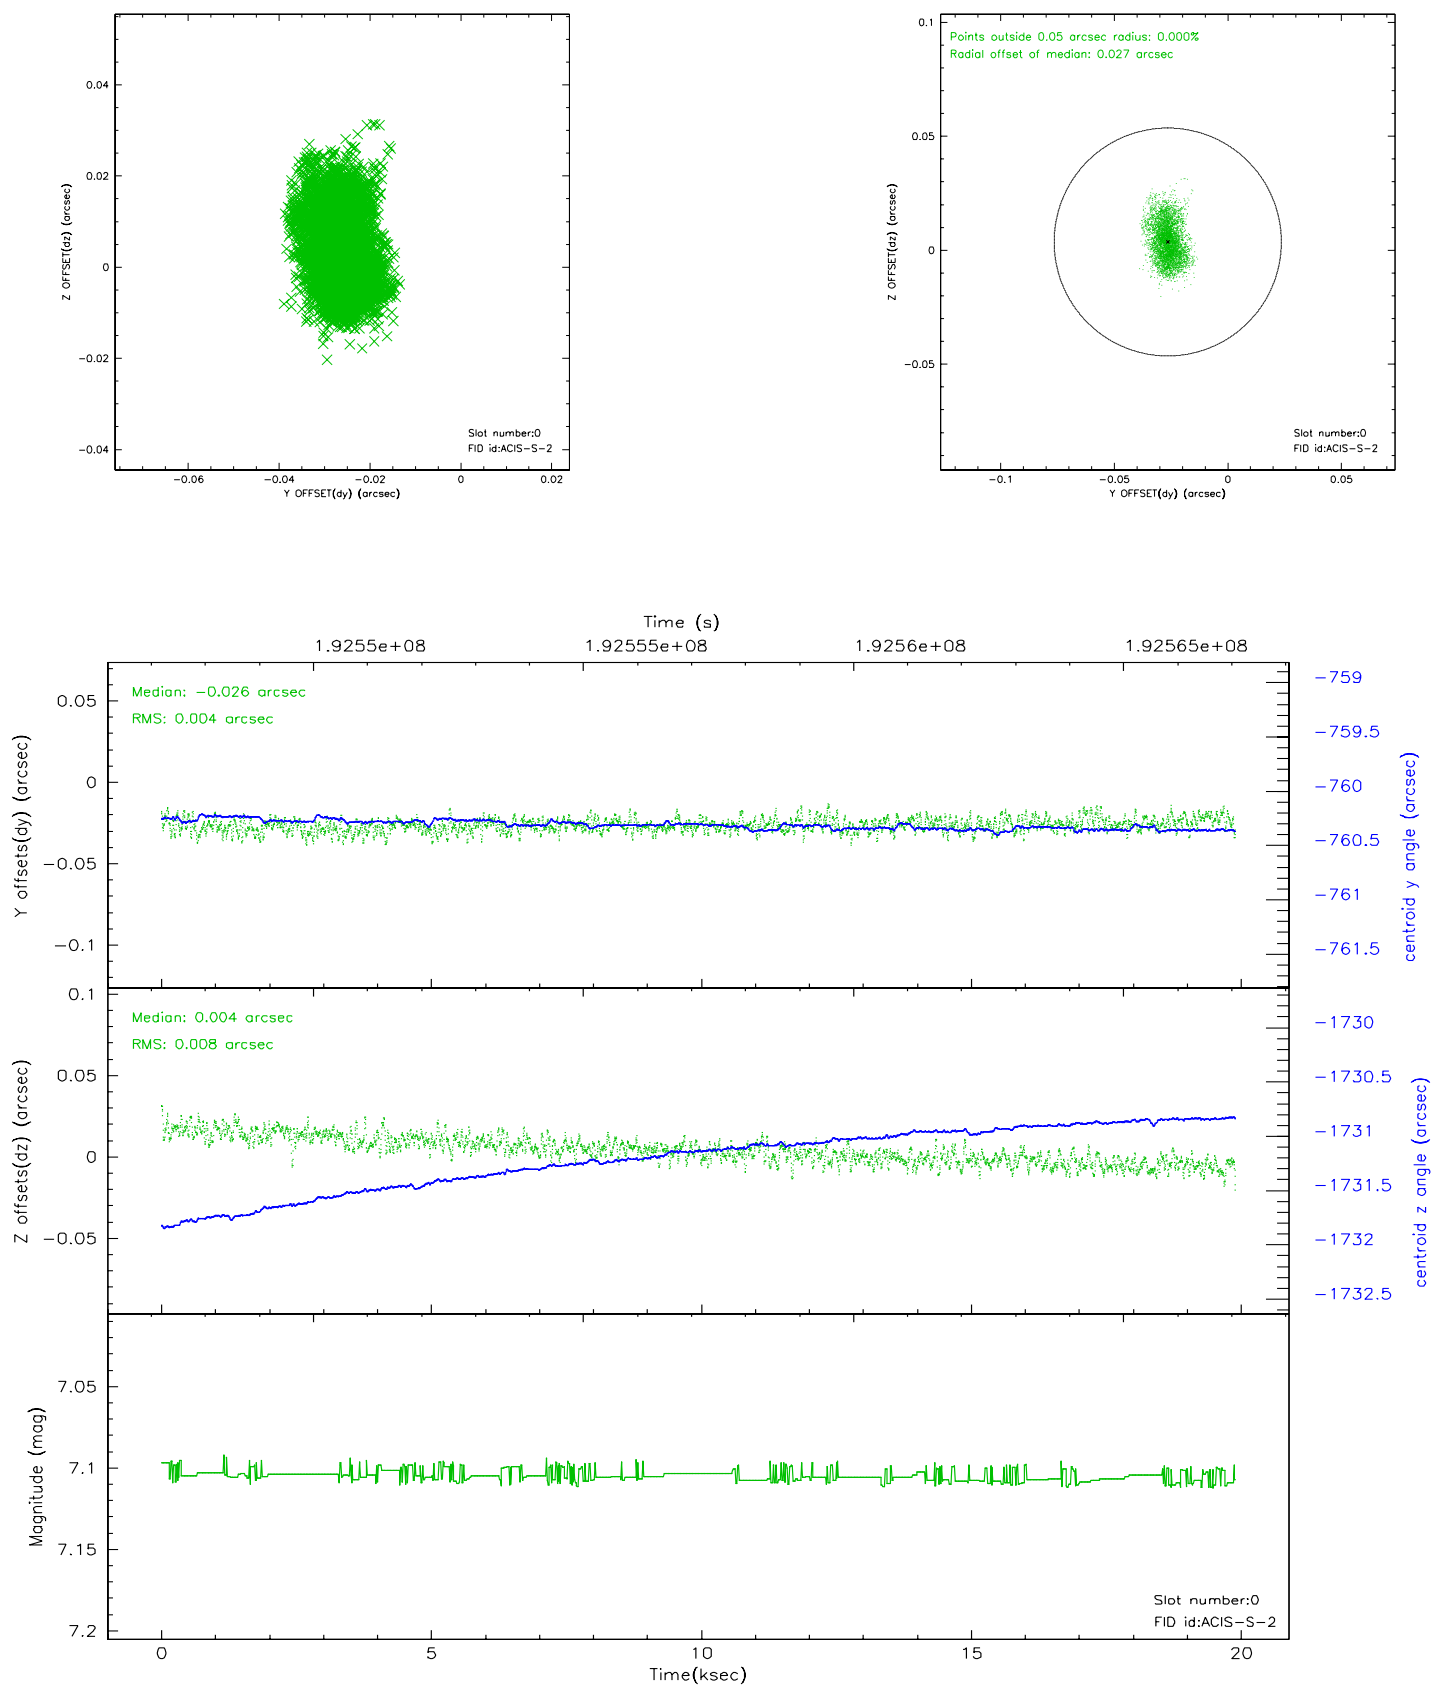 0.04
0.02
0
−0.02
−0.04
Z OFFSET(dz) (arcsec)
Slot number:0
FID id:ACIS−S−2
−0.06
−0.04
−0.02
0
0.02
Y OFFSET(dy) (arcsec)
0.1
0.05
0
−0.05
Z OFFSET(dz) (arcsec)
Points outside 0.05 arcsec radius: 0.000%
Radial offset of median: 0.027 arcsec
Slot number:0
FID id:ACIS−S−2
−0.1
−0.05
0
0.05
Y OFFSET(dy) (arcsec)
Time (s)
1.9255e+08
1.92555e+08
1.9256e+08
1.92565e+08
Median: −0.026 arcsec
RMS: 0.004 arcsec
0.05
0
−0.05
−0.1
Y offsets(dy) (arcsec)
−759
−759.5
−760
−760.5
−761
−761.5
centroid y angle (arcsec)
Median: 0.004 arcsec
RMS: 0.008 arcsec
0.1
0.05
0
−0.05
Z offsets(dz) (arcsec)
−1730
−1730.5
−1731
−1731.5
−1732
−1732.5
centroid z angle (arcsec)
7.05
7.1
7.15
7.2
Magnitude (mag)
Slot number:0
FID id:ACIS−S−2
0
5
10
15
20
Time(ksec)